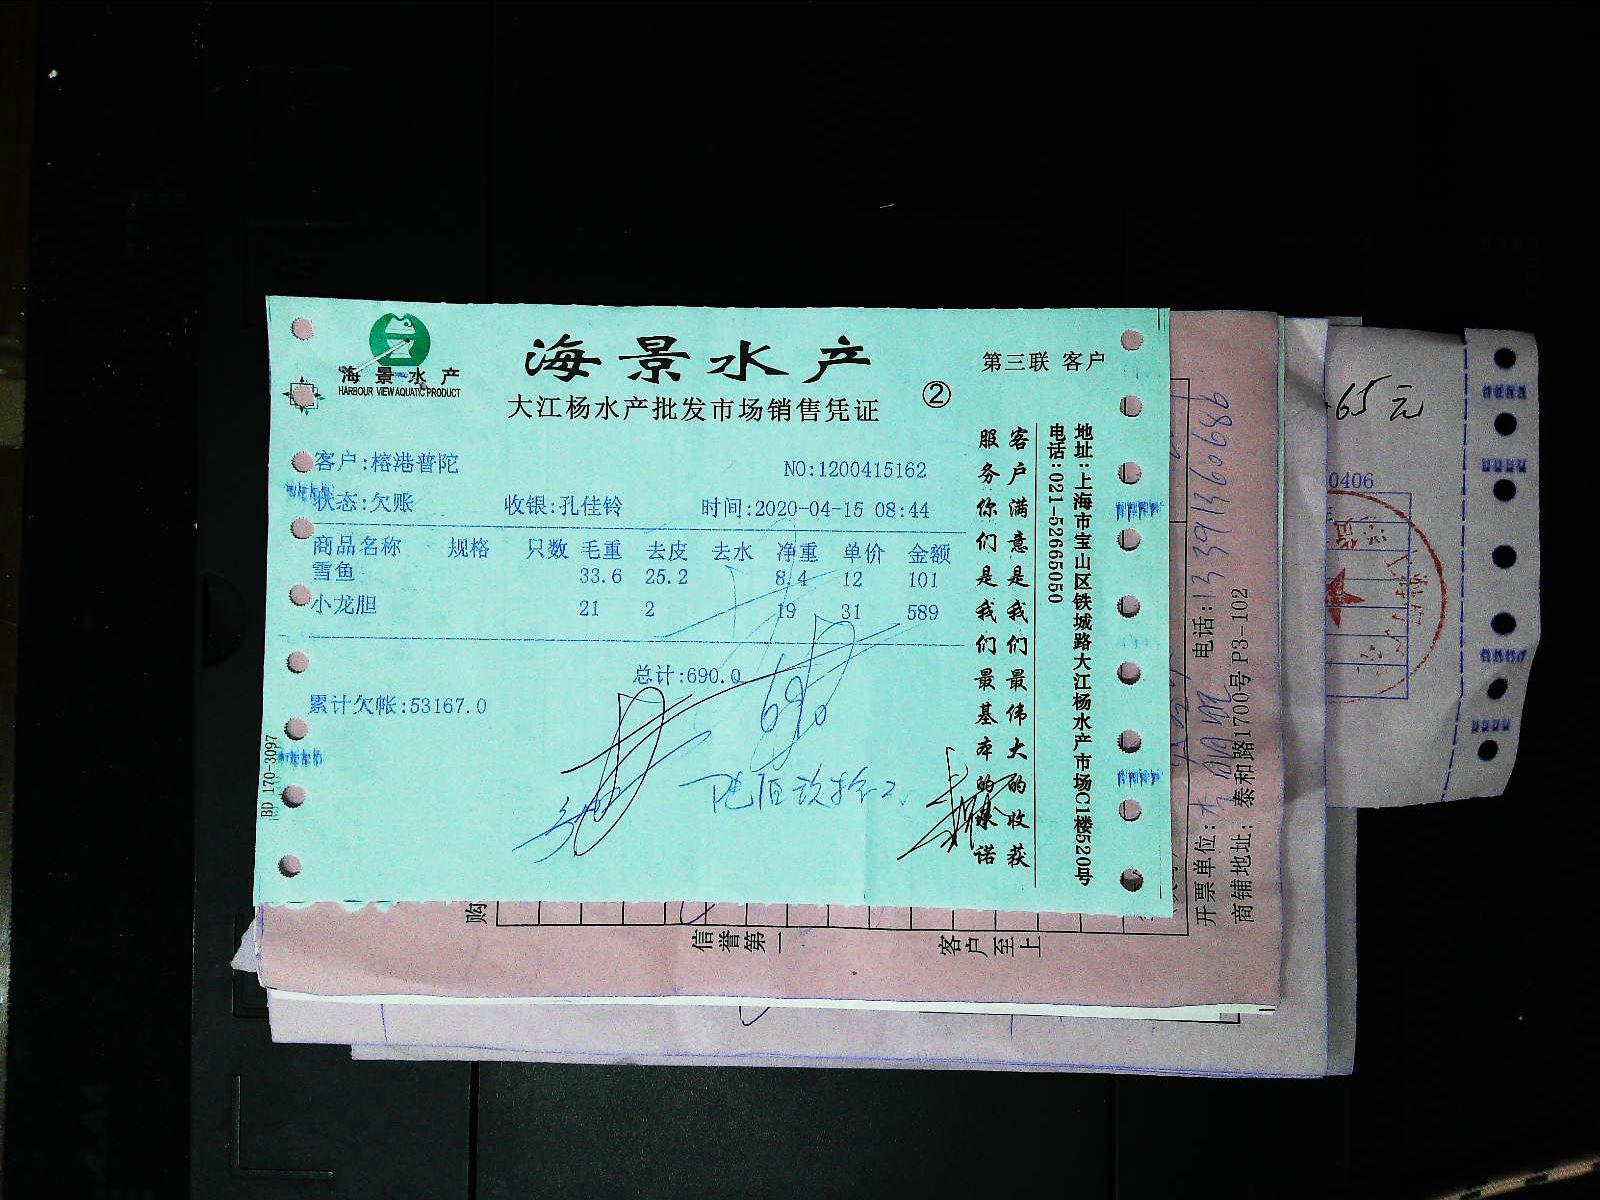 海景水产
HARBOUR VIEW AQUATIC PRODUCT
海景水产
大江杨水产批发市场销售凭证
②
第三联 客户
客户:榕港普陀
NO:1200415162
状态:欠账 收银:孔佳铃 时间:2020-04-15 08:44
商品名称 规格 只数 毛重 去皮 去水 净重 单价 金额
雪鱼 33.6 25.2 8.4 12 101
小龙胆 21 2 19 31 589
总计:690.0
累计欠帐:53167.0
690
陆佰玖拾元
BD 170-3097
客户满意是我们最伟大的收获
服务你们是我们最基本的承诺
地址:上海市宝山区铁城路大江杨水产市场C1楼520号
电话:021-52665050
购
信誉第一
客户至上
开票单位:
电话:13391360686
商铺地址:泰和路1700号P3-102
65元
0406